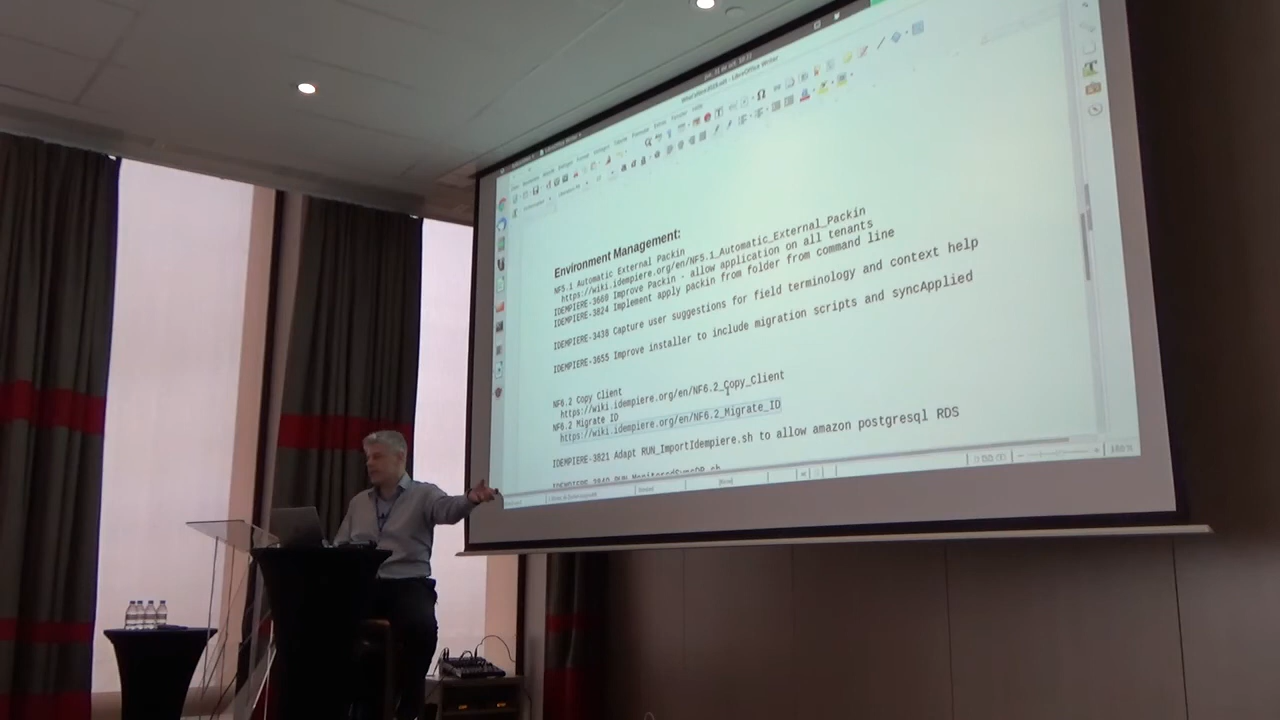 LibreOffice Writer
Environment Management:
NF5.1 Automatic External Packin
https://wiki.idempiere.org/en/NF5.1_Automatic_External_Packin
IDEMPIERE-3660 Improve Packin - allow application on all tenants
IDEMPIERE-3824 Implement apply packin from folder from command line
IDEMPIERE-3438 Capture user suggestions for field terminology and context help
IDEMPIERE-3655 Improve installer to include migration scripts and syncApplied
NF6.2 Copy Client
https://wiki.idempiere.org/en/NF6.2_Copy_Client
NF6.2 Migrate ID
https://wiki.idempiere.org/en/NF6.2_Migrate_ID
IDEMPIERE-3821 Adapt RUN_ImportIdempiere.sh to allow amazon postgresql RDS